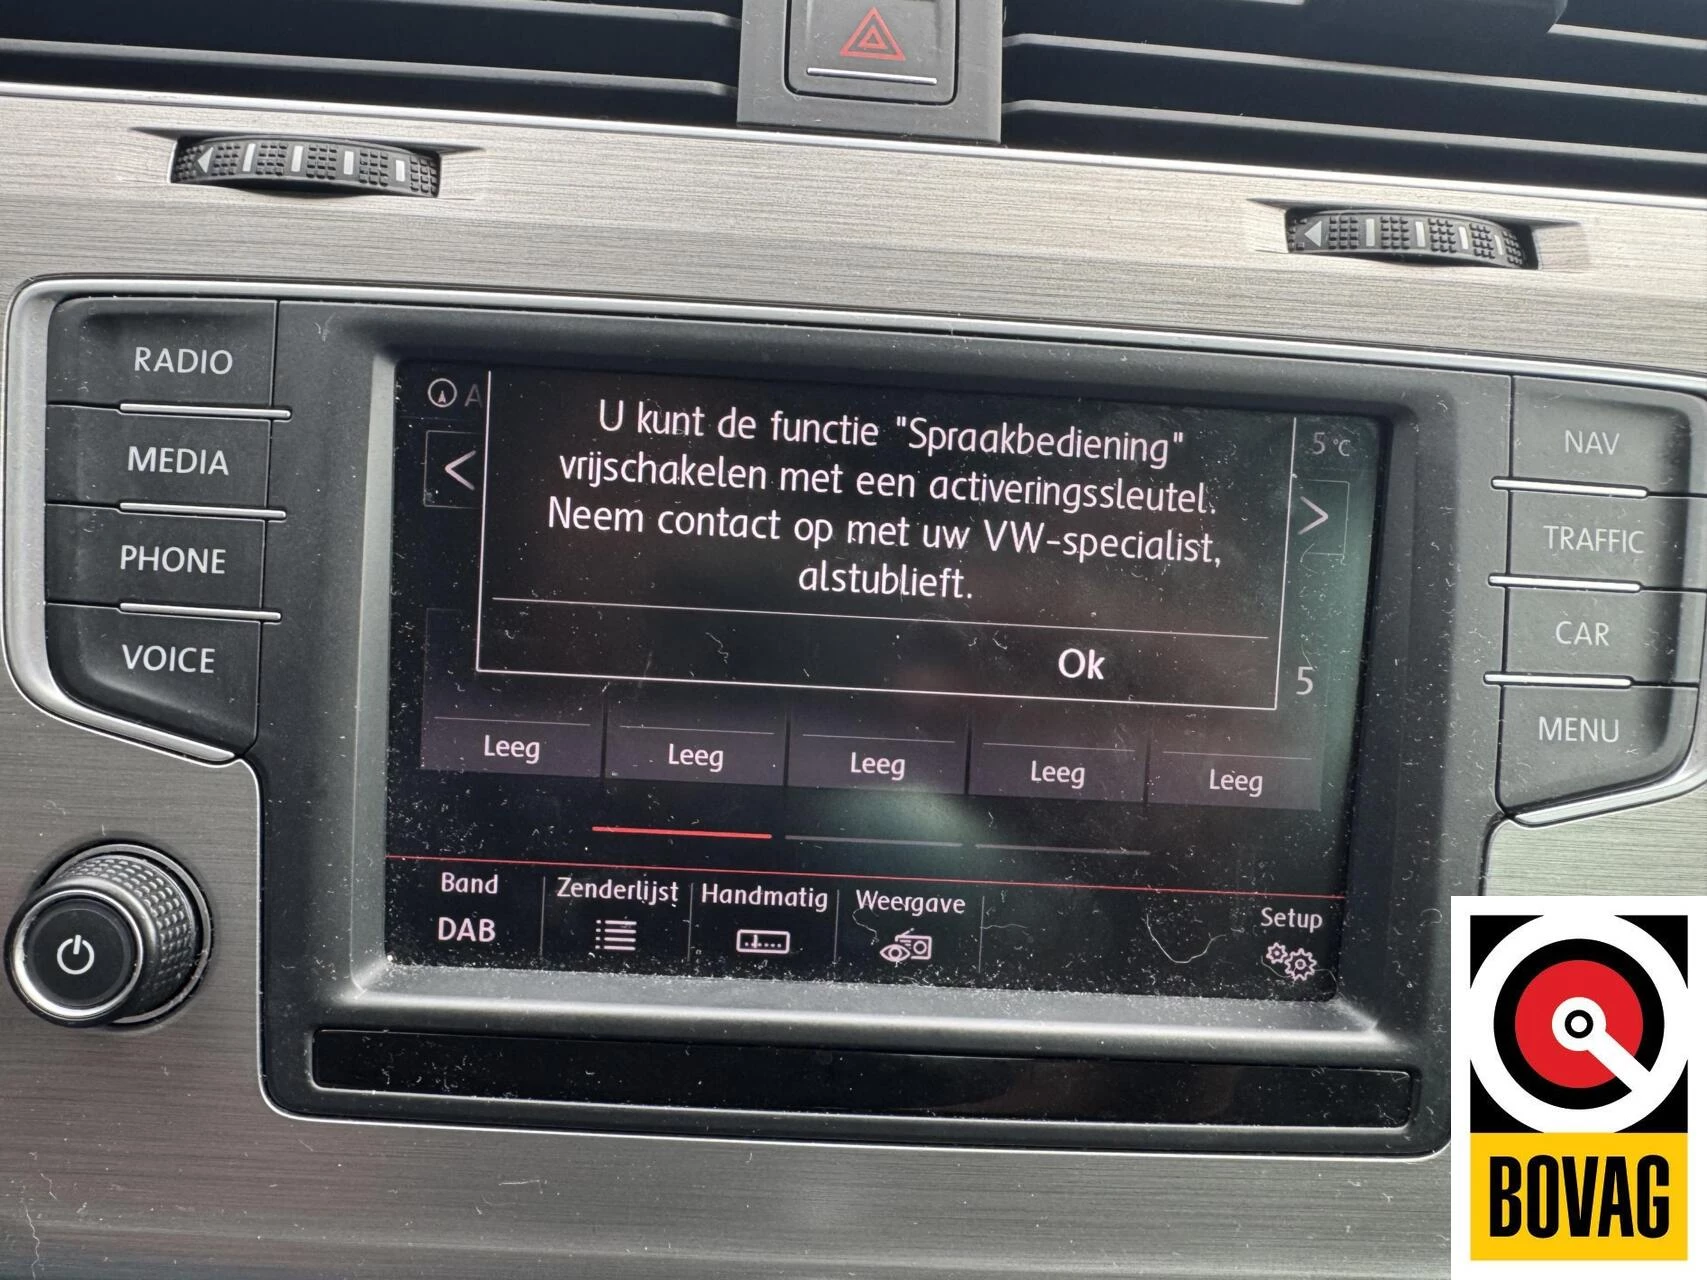 RADIO
MEDIA
PHONE
VOICE
A
U kunt de functie "Spraakbediening"
vrijschakelen met een activeringssleutel.
Neem contact op met uw VW-specialist,
alstublieft.
Ok
5 °C
5
Leeg
Leeg
Leeg
Leeg
Leeg
Band
DAB
Zenderlijst
Handmatig
Weergave
Setup
NAV
TRAFFIC
CAR
MENU
BOVAG